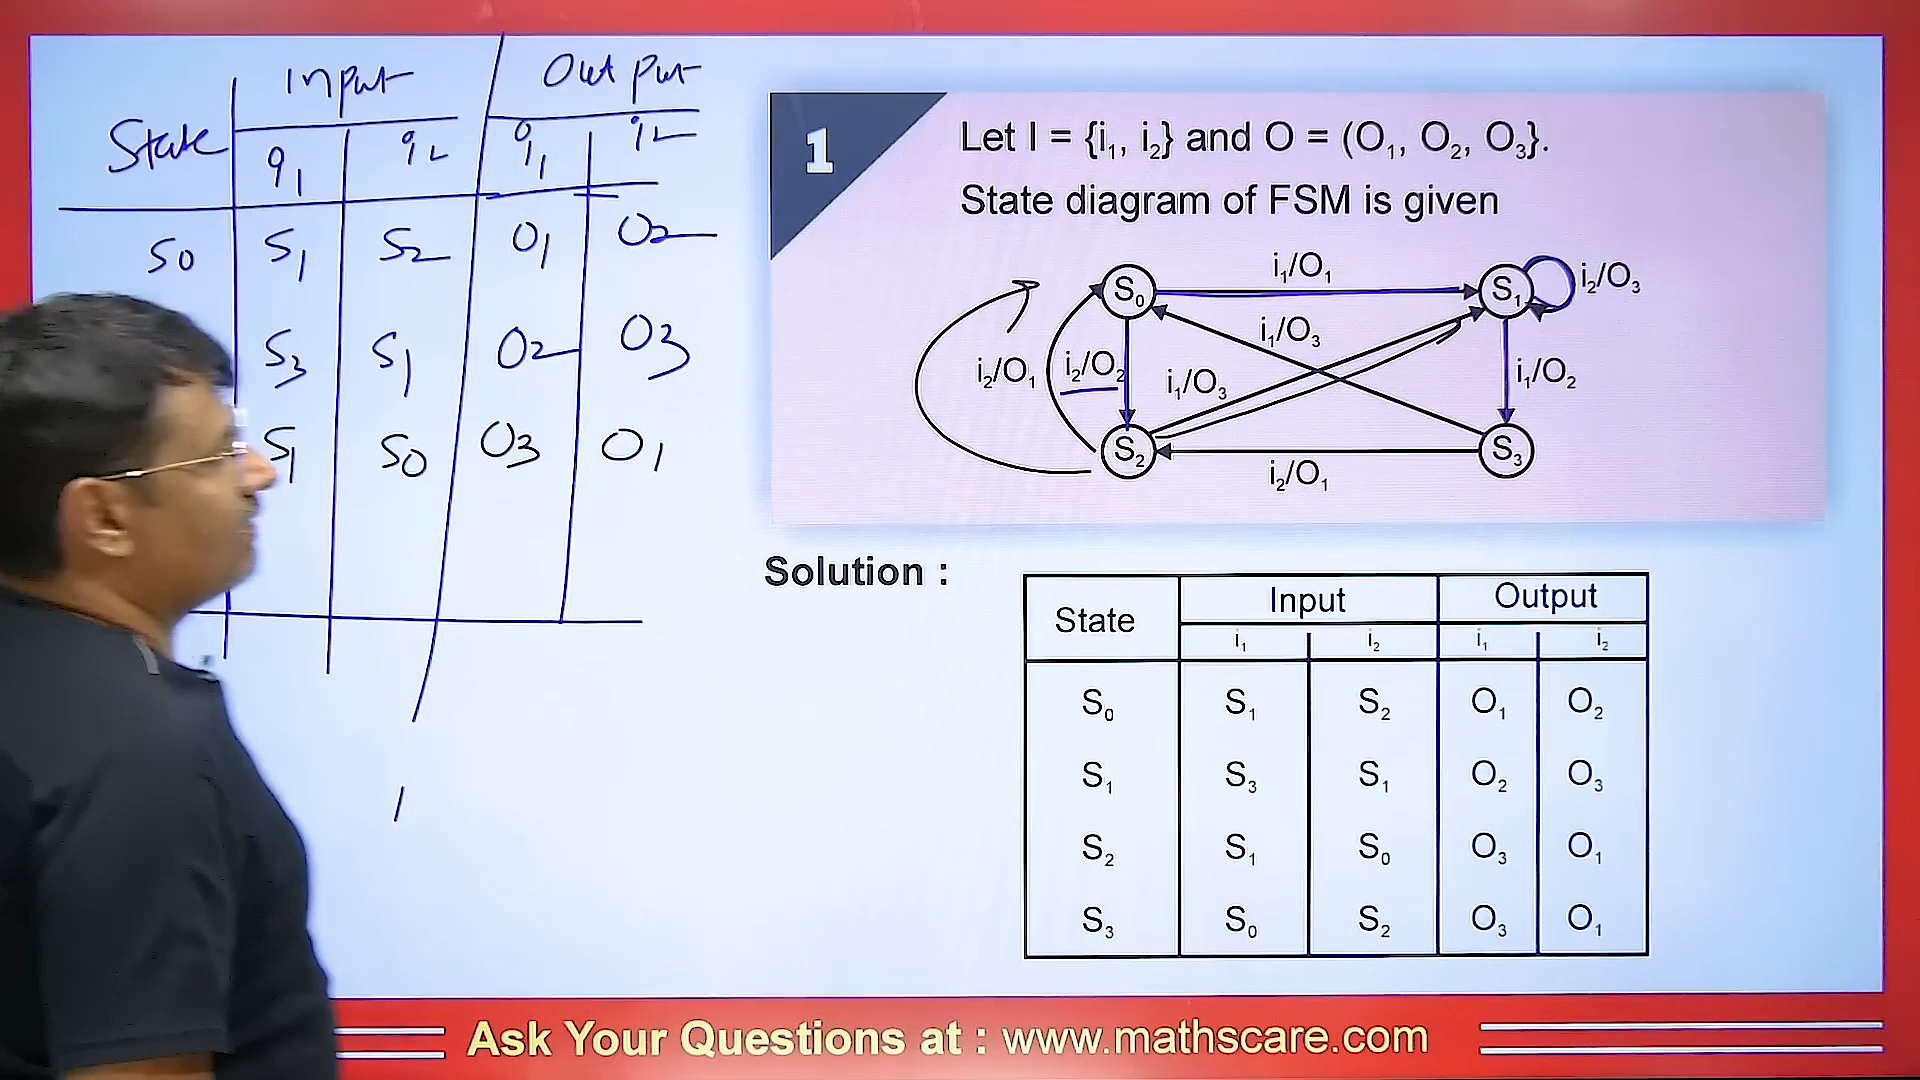 Input Output
State i1 i2 i1 i2
S0 S1 S2 O1 O2
S3 S1 O2 O3
S1 S0 O3 O1
1
Let I = {i₁, i₂} and O = (O₁, O₂, O₃}.
State diagram of FSM is given
S₀ i₁/O₁ S₁ i₂/O₃
i₁/O₃
i₂/O₁ i₂/O₂ i₁/O₃ i₁/O₂
S₂ i₂/O₁ S₃
Solution :
State Input Output
i₁ i₂ i₁ i₂
S₀ S₁ S₂ O₁ O₂
S₁ S₃ S₁ O₂ O₃
S₂ S₁ S₀ O₃ O₁
S₃ S₀ S₂ O₃ O₁
Ask Your Questions at : www.mathscare.com